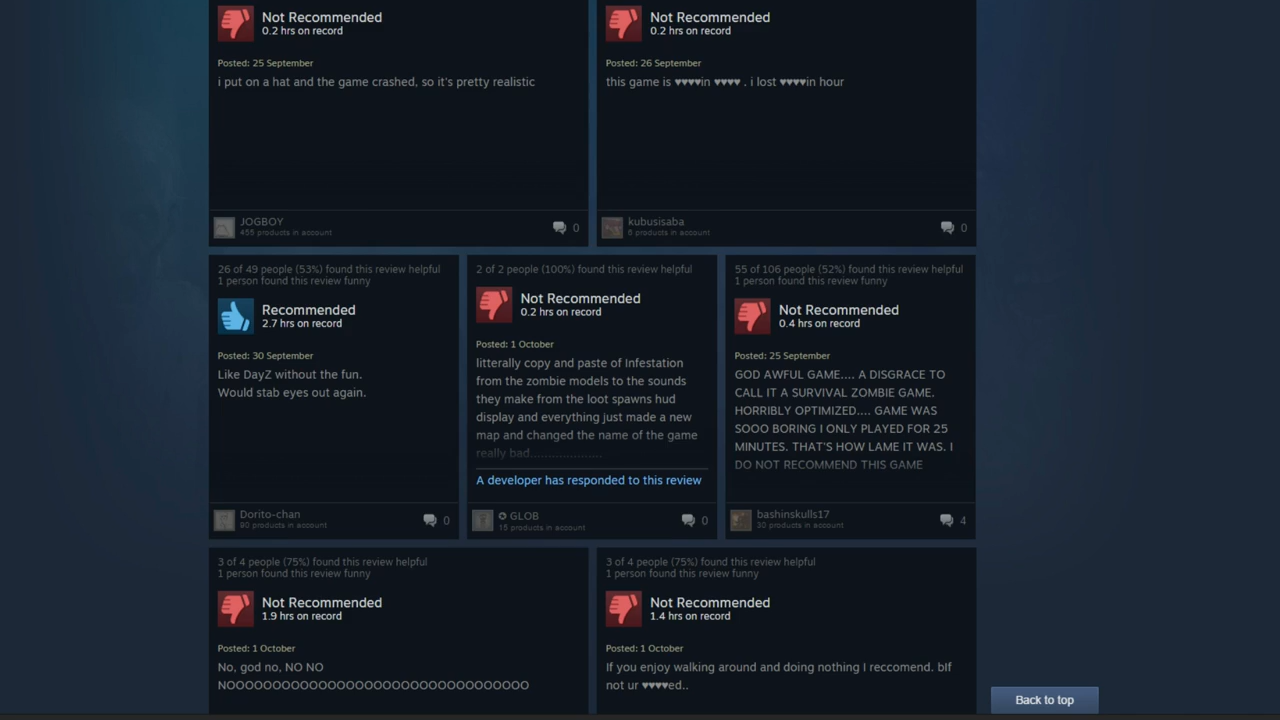 Not Recommended
0.2 hrs on record
Posted: 25 September
i put on a hat and the game crashed, so it's pretty realistic
JOGBOY
455 products in account
0
Not Recommended
0.2 hrs on record
Posted: 26 September
this game is ♥♥♥♥in ♥♥♥♥ . i lost ♥♥♥♥in hour
kubusisaba
6 products in account
0
26 of 49 people (53%) found this review helpful
1 person found this review funny
Recommended
2.7 hrs on record
Posted: 30 September
Like DayZ without the fun.
Would stab eyes out again.
Dorito-chan
90 products in account
0
2 of 2 people (100%) found this review helpful
Not Recommended
0.2 hrs on record
Posted: 1 October
litterally copy and paste of Infestation
from the zombie models to the sounds
they make from the loot spawns hud
display and everything just made a new
map and changed the name of the game
really bad.....................
A developer has responded to this review
GLOB
15 products in account
0
55 of 106 people (52%) found this review helpful
1 person found this review funny
Not Recommended
0.4 hrs on record
Posted: 25 September
GOD AWFUL GAME.... A DISGRACE TO
CALL IT A SURVIVAL ZOMBIE GAME.
HORRIBLY OPTIMIZED.... GAME WAS
SOOO BORING I ONLY PLAYED FOR 25
MINUTES. THAT'S HOW LAME IT WAS. I
DO NOT RECOMMEND THIS GAME
bashinskulls17
30 products in account
4
3 of 4 people (75%) found this review helpful
1 person found this review funny
Not Recommended
1.9 hrs on record
Posted: 1 October
No, god no, NO NO
NOOOOOOOOOOOOOOOOOOOOOOOOOOOOOOOOO
3 of 4 people (75%) found this review helpful
1 person found this review funny
Not Recommended
1.4 hrs on record
Posted: 1 October
If you enjoy walking around and doing nothing I reccomend. bIf
not ur ♥♥♥♥ed..
Back to top